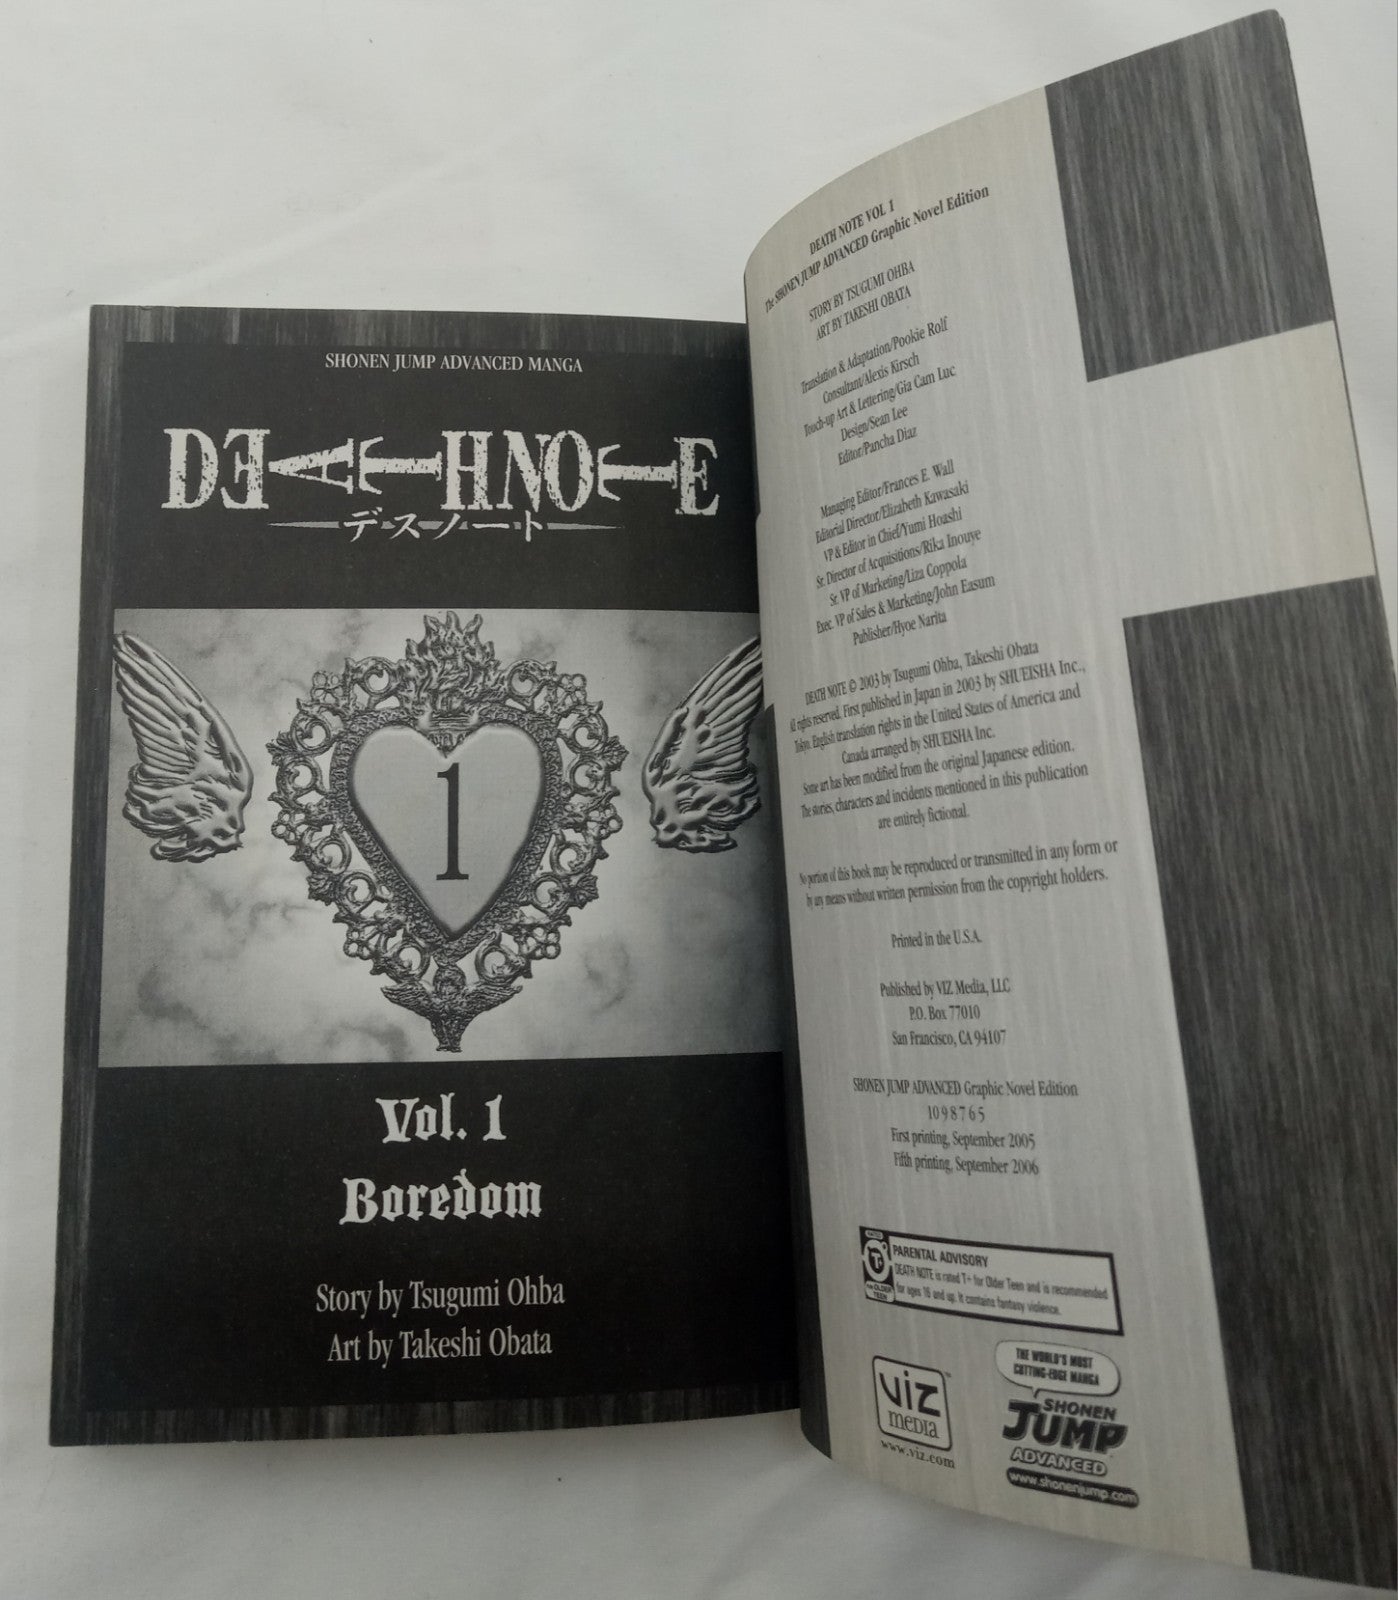 SHONEN JUMP ADVANCED MANGA
DEATH NOTE
デスノート
1
Vol. 1
Boredom
Story by Tsugumi Ohba
Art by Takeshi Obata
DEATH NOTE VOL 1
The SHONEN JUMP ADVANCED Graphic Novel Edition
STORY BY TSUGUMI OHBA
ART BY TAKESHI OBATA
Translation & Adaptation/Pookie Rolf
Consultant/Alexis Kirsch
Touch-up Art & Lettering/Gia Cam Luc
Design/Sean Lee
Editor/Pancha Diaz
Managing Editor/Frances E. Wall
Editorial Director/Elizabeth Kawasaki
VP & Editor in Chief/Yumi Hoashi
Sr. Director of Acquisitions/Rika Inouye
Sr. VP of Marketing/Liza Coppola
Exec. VP of Sales & Marketing/John Easum
Publisher/Hyoe Narita
DEATH NOTE © 2003 by Tsugumi Ohba, Takeshi Obata
All rights reserved. First published in Japan in 2003 by SHUEISHA Inc.,
Tokyo. English translation rights in the United States of America and
Canada arranged by SHUEISHA Inc.
Some art has been modified from the original Japanese edition.
The stories, characters and incidents mentioned in this publication
are entirely fictional.
No portion of this book may be reproduced or transmitted in any form or
by any means without written permission from the copyright holders.
Printed in the U.S.A.
Published by VIZ Media, LLC
P.O. Box 77010
San Francisco, CA 94107
SHONEN JUMP ADVANCED Graphic Novel Edition
10 9 8 7 6 5
First printing, September 2005
Fifth printing, September 2006
RATED
T+
FOR OLDER
TEEN
PARENTAL ADVISORY
DEATH NOTE is rated T+ for Older Teen and is recommended
for ages 16 and up. It contains fantasy violence.
VIZ
MEDIA
www.viz.com
THE WORLD'S MOST
CUTTING-EDGE MANGA
SHONEN
JUMP
ADVANCED
www.shonenjump.com